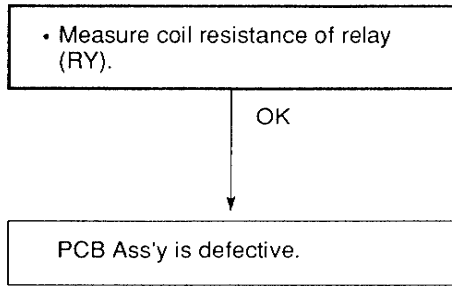 • Measure coil resistance of relay
(RY).
OK
PCB Ass'y is defective.